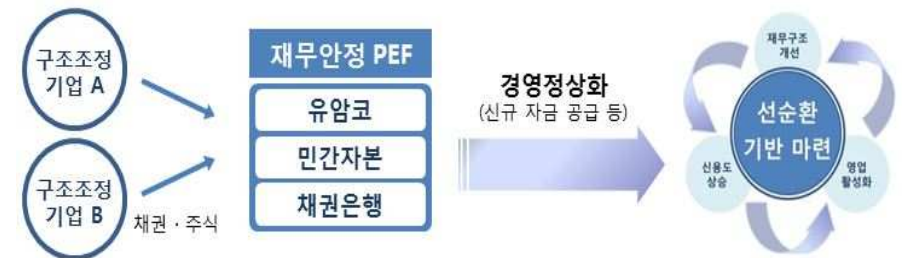 구조조정
기업 A
구조조정
기업 B
채권 · 주식
재무안정 PEF
유암코
민간자본
채권은행
경영정상화
(신규 자금 공급 등)
재무구조
개선
선순환
기반 마련
신용도
상승
영업
활성화